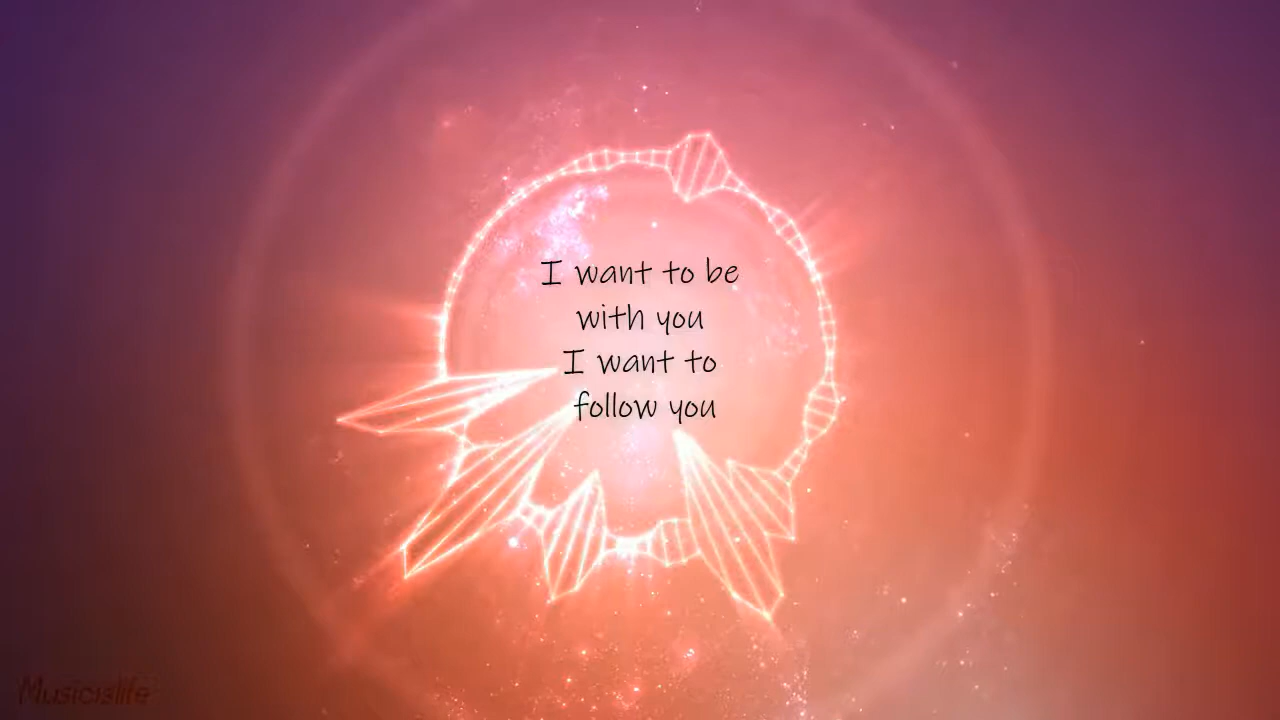 I want to be
with you
I want to
follow you
Musicislife